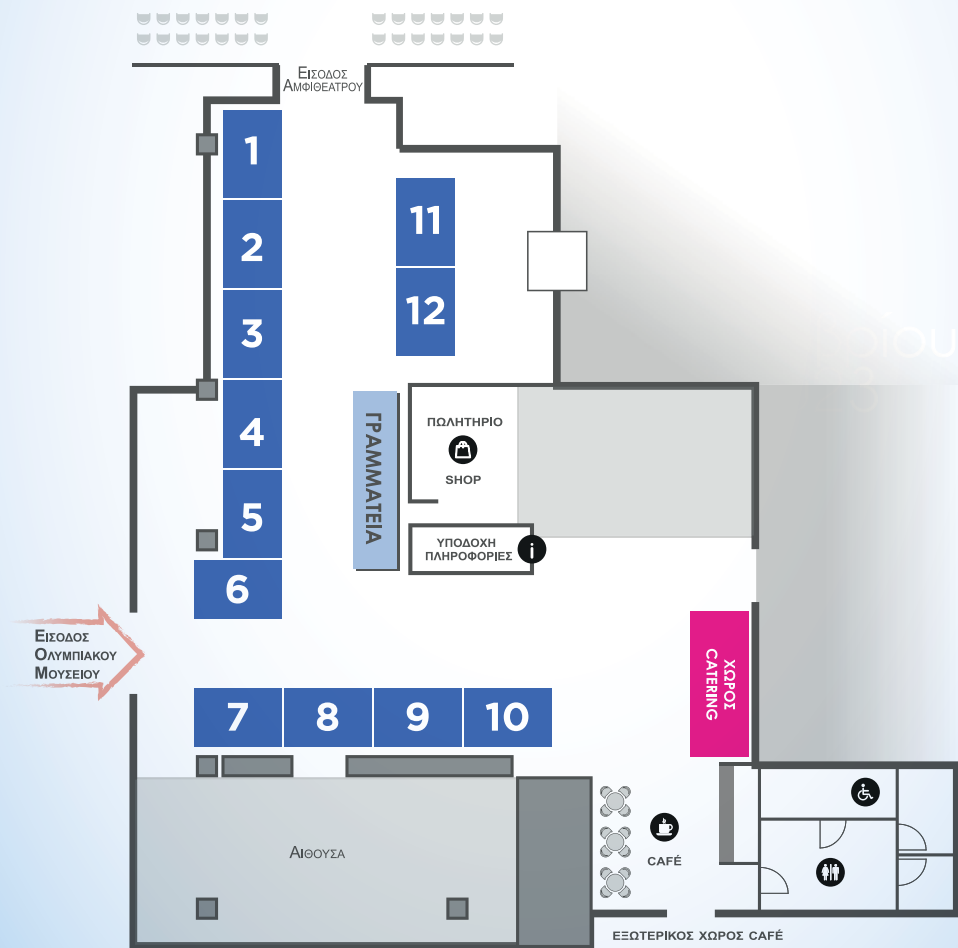 ΕΙΣΟΔΟΣ
ΑΜΦΙΘΕΑΤΡΟΥ
1
2
3
4
5
6
11
12
ΓΡΑΜΜΑΤΕΙΑ
ΠΩΛΗΤΗΡΙΟ
SHOP
ΥΠΟΔΟΧΗ
ΠΛΗΡΟΦΟΡΙΕΣ
i
ΕΙΣΟΔΟΣ
ΟΛΥΜΠΙΑΚΟΥ
ΜΟΥΣΕΙΟΥ
7
8
9
10
ΧΩΡΟΣ
CATERING
ΑΙΘΟΥΣΑ
CAFÉ
ΕΞΩΤΕΡΙΚΟΣ ΧΩΡΟΣ CAFÉ